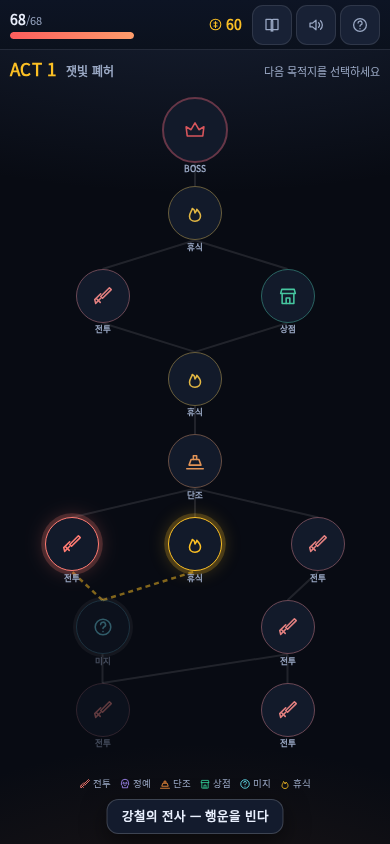 68/68
60
ACT 1 잿빛 폐허
다음 목적지를 선택하세요
BOSS
휴식
전투
상점
휴식
단조
전투
휴식
전투
미지
전투
전투
전투
전투 정예 단조 상점 미지 휴식
강철의 전사 — 행운을 빈다